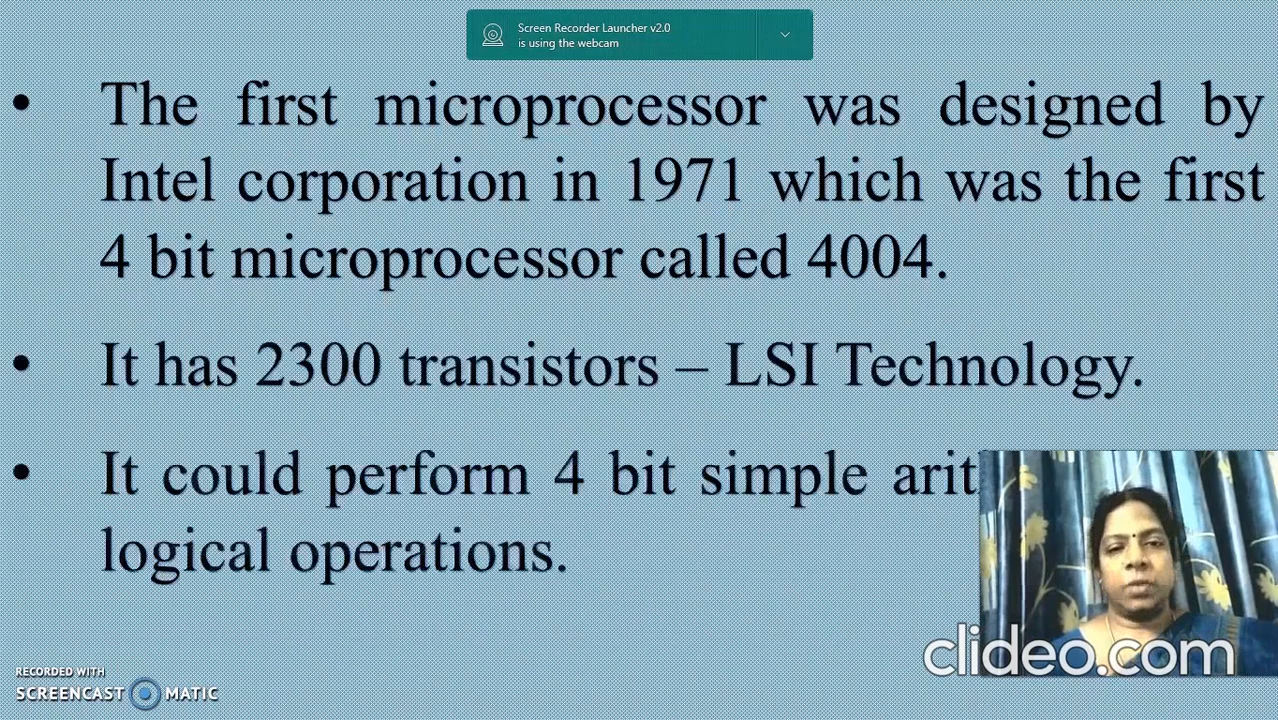 Screen Recorder Launcher v2.0
is using the webcam
• The first microprocessor was designed by
Intel corporation in 1971 which was the first
4 bit microprocessor called 4004.
• It has 2300 transistors – LSI Technology.
• It could perform 4 bit simple
logical operations.
clideo.com
RECORDED WITH
SCREENCAST MATIC